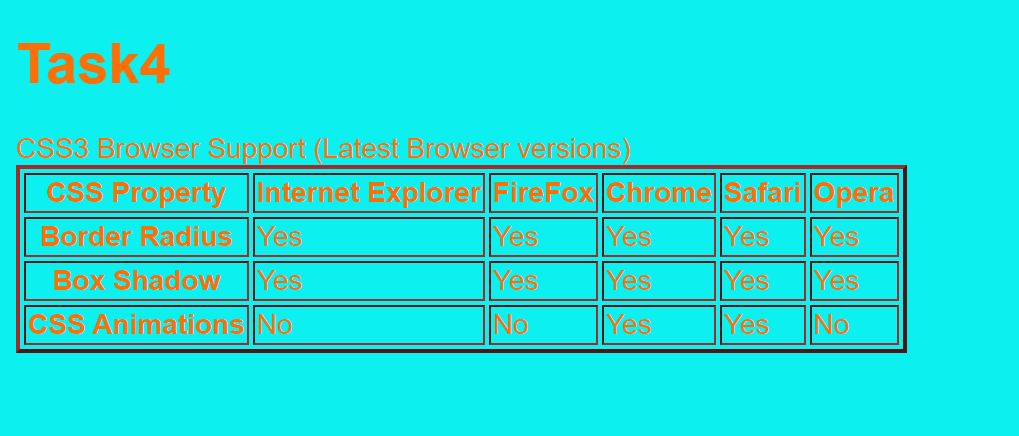 Task4
CSS3 Browser Support (Latest Browser versions)
CSS Property Internet Explorer FireFox Chrome Safari Opera
Border Radius Yes Yes Yes Yes Yes
Box Shadow Yes Yes Yes Yes Yes
CSS Animations No No Yes Yes No